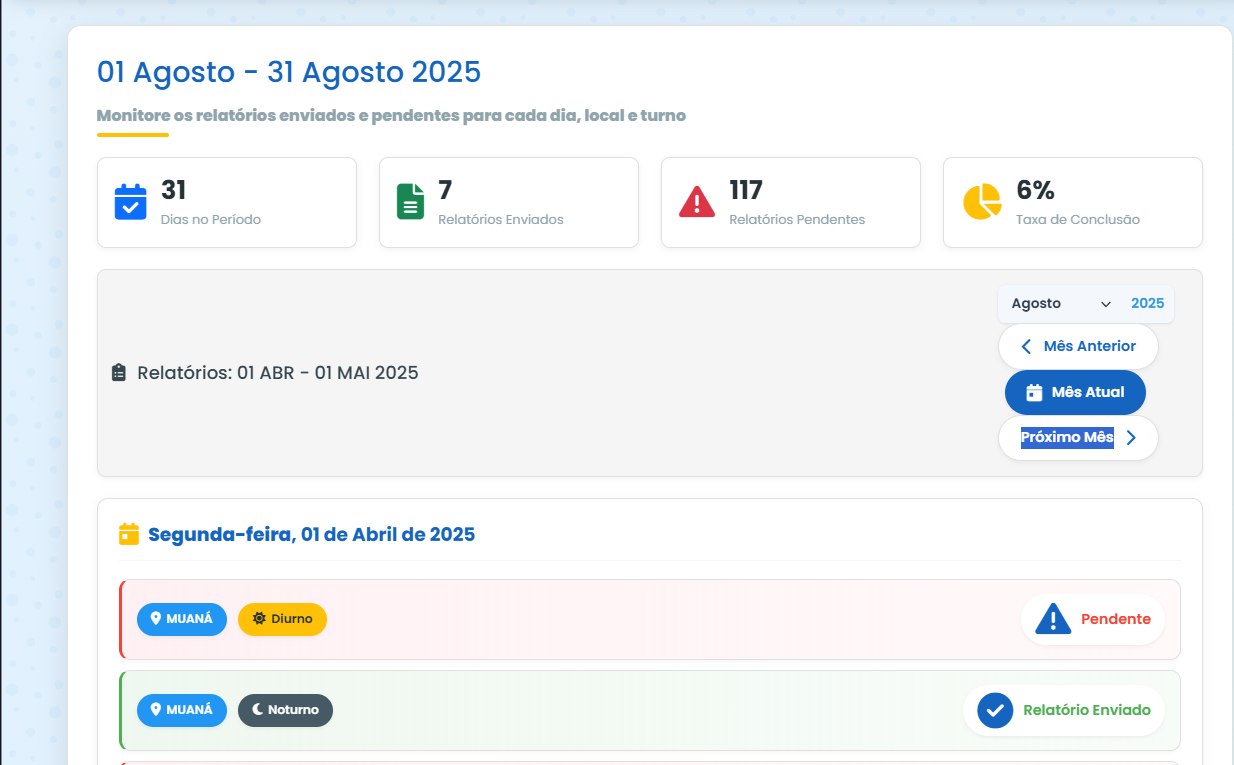 01 Agosto - 31 Agosto 2025
Monitore os relatórios enviados e pendentes para cada dia, local e turno
31
Dias no Período
7
Relatórios Enviados
117
Relatórios Pendentes
6%
Taxa de Conclusão
Agosto 2025
Mês Anterior
Relatórios: 01 ABR - 01 MAI 2025
Mês Atual
Próximo Mês
Segunda-feira, 01 de Abril de 2025
MUANÁ Diurno Pendente
MUANÁ Noturno Relatório Enviado